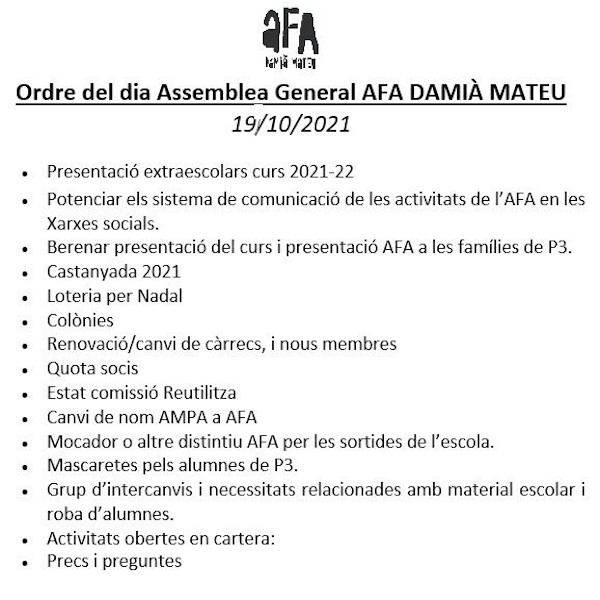 aFA
DAMIÀ MATEU
Ordre del dia Assemblea General AFA DAMIÀ MATEU
19/10/2021
• Presentació extraescolars curs 2021-22
• Potenciar els sistema de comunicació de les activitats de l’AFA en les
Xarxes socials.
• Berenar presentació del curs i presentació AFA a les famílies de P3.
• Castanyada 2021
• Loteria per Nadal
• Colònies
• Renovació/canvi de càrrecs, i nous membres
• Quota socis
• Estat comissió Reutilitza
• Canvi de nom AMPA a AFA
• Mocador o altre distintiu AFA per les sortides de l’escola.
• Mascaretes pels alumnes de P3.
• Grup d’intercanvis i necessitats relacionades amb material escolar i
roba d’alumnes.
• Activitats obertes en cartera:
• Precs i preguntes